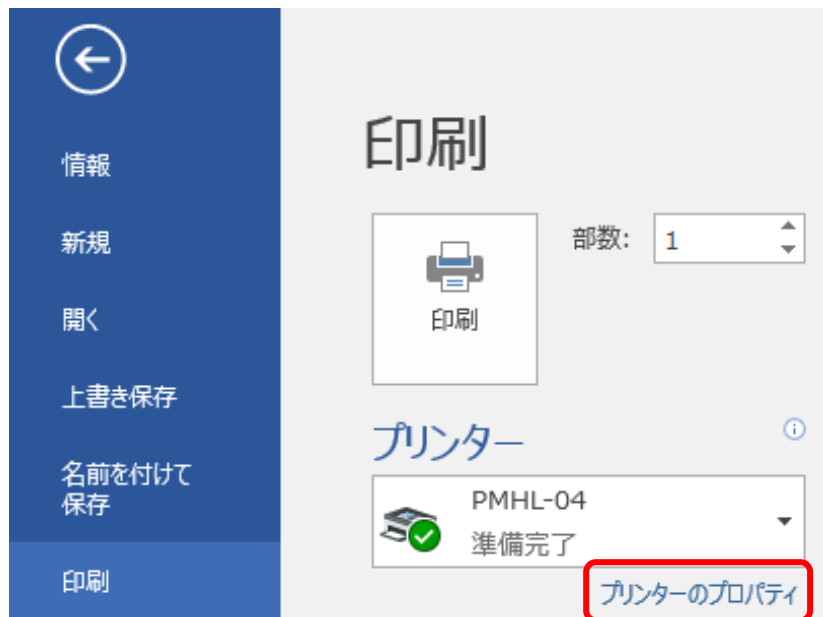 情報
新規
開く
上書き保存
名前を付けて
保存
印刷
印刷
部数: 1
印刷
プリンター
PMHL-04
準備完了
プリンターのプロパティ